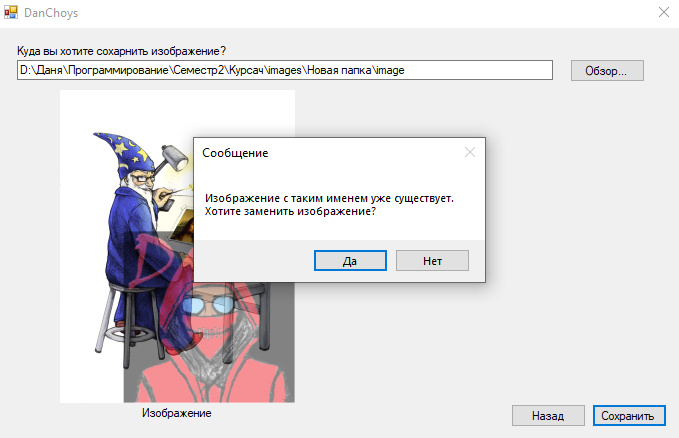 DanChoys
Куда вы хотите сохарнить изображение?
D:\Даня\Программирование\Семестр2\Курсач\images\Новая папка\image
Обзор...
Сообщение
Изображение с таким именем уже существует.
Хотите заменить изображение?
Да
Нет
Изображение
Назад
Сохранить